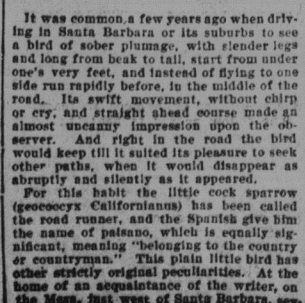 It was common a few years ago when driv-
ing in Santa Barbara or its suburbs to see
a bird of sober plumage, with slender legs
and long from beak to tail, start from under
one's very feet, and instead of flying to one
side run rapidly before, in the middle of the
road. Its swift movement, without chirp
or cry, and straight ahead course made an
almost uncanny impression upon the ob-
server. And right in the road the bird
would keep till it suited its pleasure to seek
other paths, when it would disappear as
abruptly and silently as it appeared.
For this habit the little cock sparrow
(geococcyx Californianus) has been called
the road runner, and the Spanish give him
the name of paisano, which is equally sig-
nificant, meaning "belonging to the country
or countryman." This plain little bird has
other strictly original peculiarities. At the
home of an acquaintance of the writer, on
the Mesa, just west of Santa Barbara,